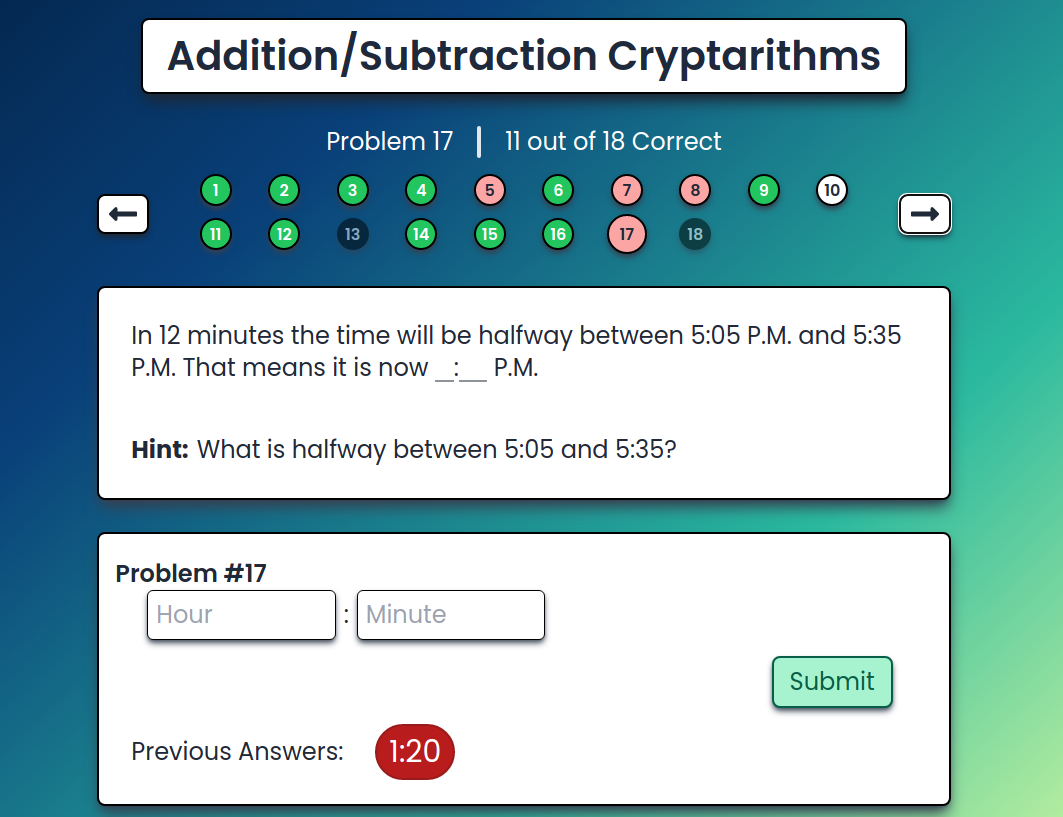 Addition/Subtraction Cryptarithms
Problem 17 | 11 out of 18 Correct
1 2 3 4 5 6 7 8 9 10
11 12 13 14 15 16 17 18
In 12 minutes the time will be halfway between 5:05 P.M. and 5:35
P.M. That means it is now __:__ P.M.
Hint: What is halfway between 5:05 and 5:35?
Problem #17
Hour : Minute
Submit
Previous Answers: 1:20